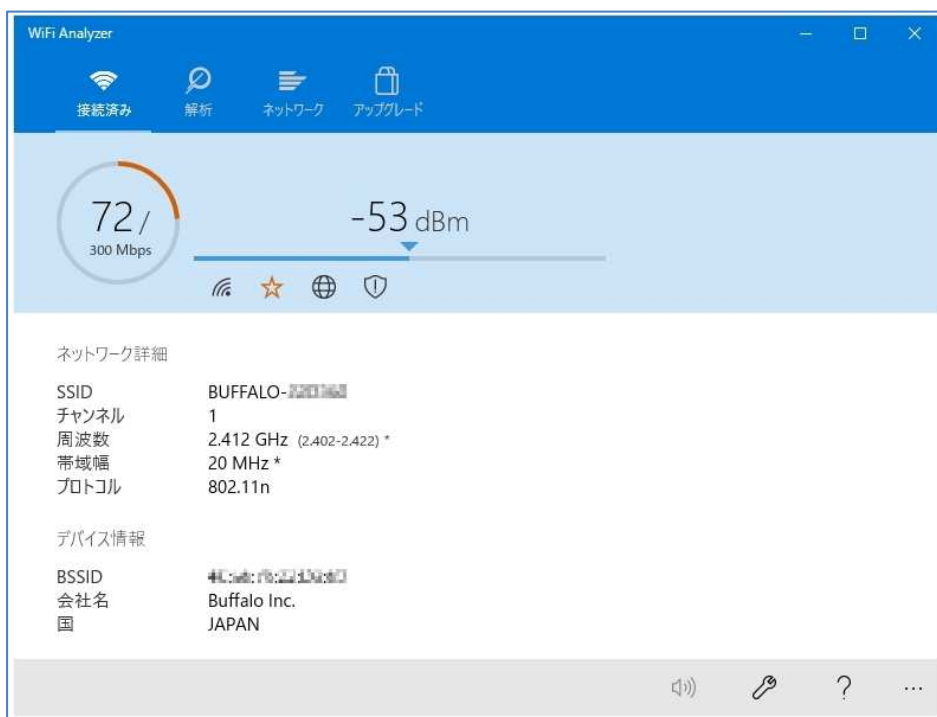 WiFi Analyzer
接続済み 解析 ネットワーク アップグレード
72/
300 Mbps
-53 dBm
ネットワーク詳細
SSID BUFFALO-
チャンネル 1
周波数 2.412 GHz (2.402-2.422) *
帯域幅 20 MHz *
プロトコル 802.11n
デバイス情報
BSSID
会社名 Buffalo Inc.
国 JAPAN